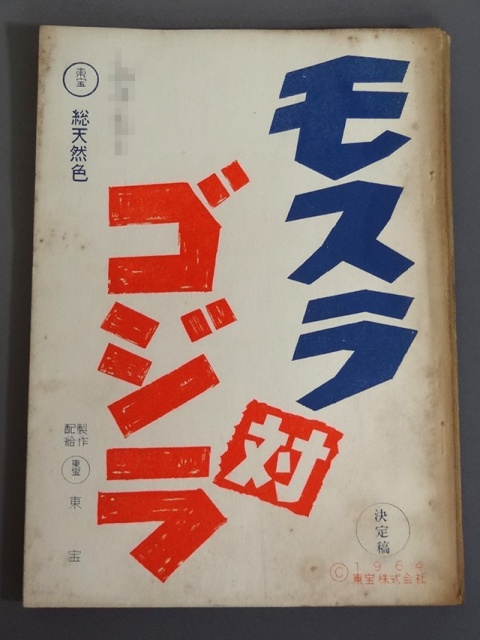 モスラ
対
ゴジラ
東宝
総天然色
製作
配給
東宝
東宝
決定稿
© 1964
東宝株式会社